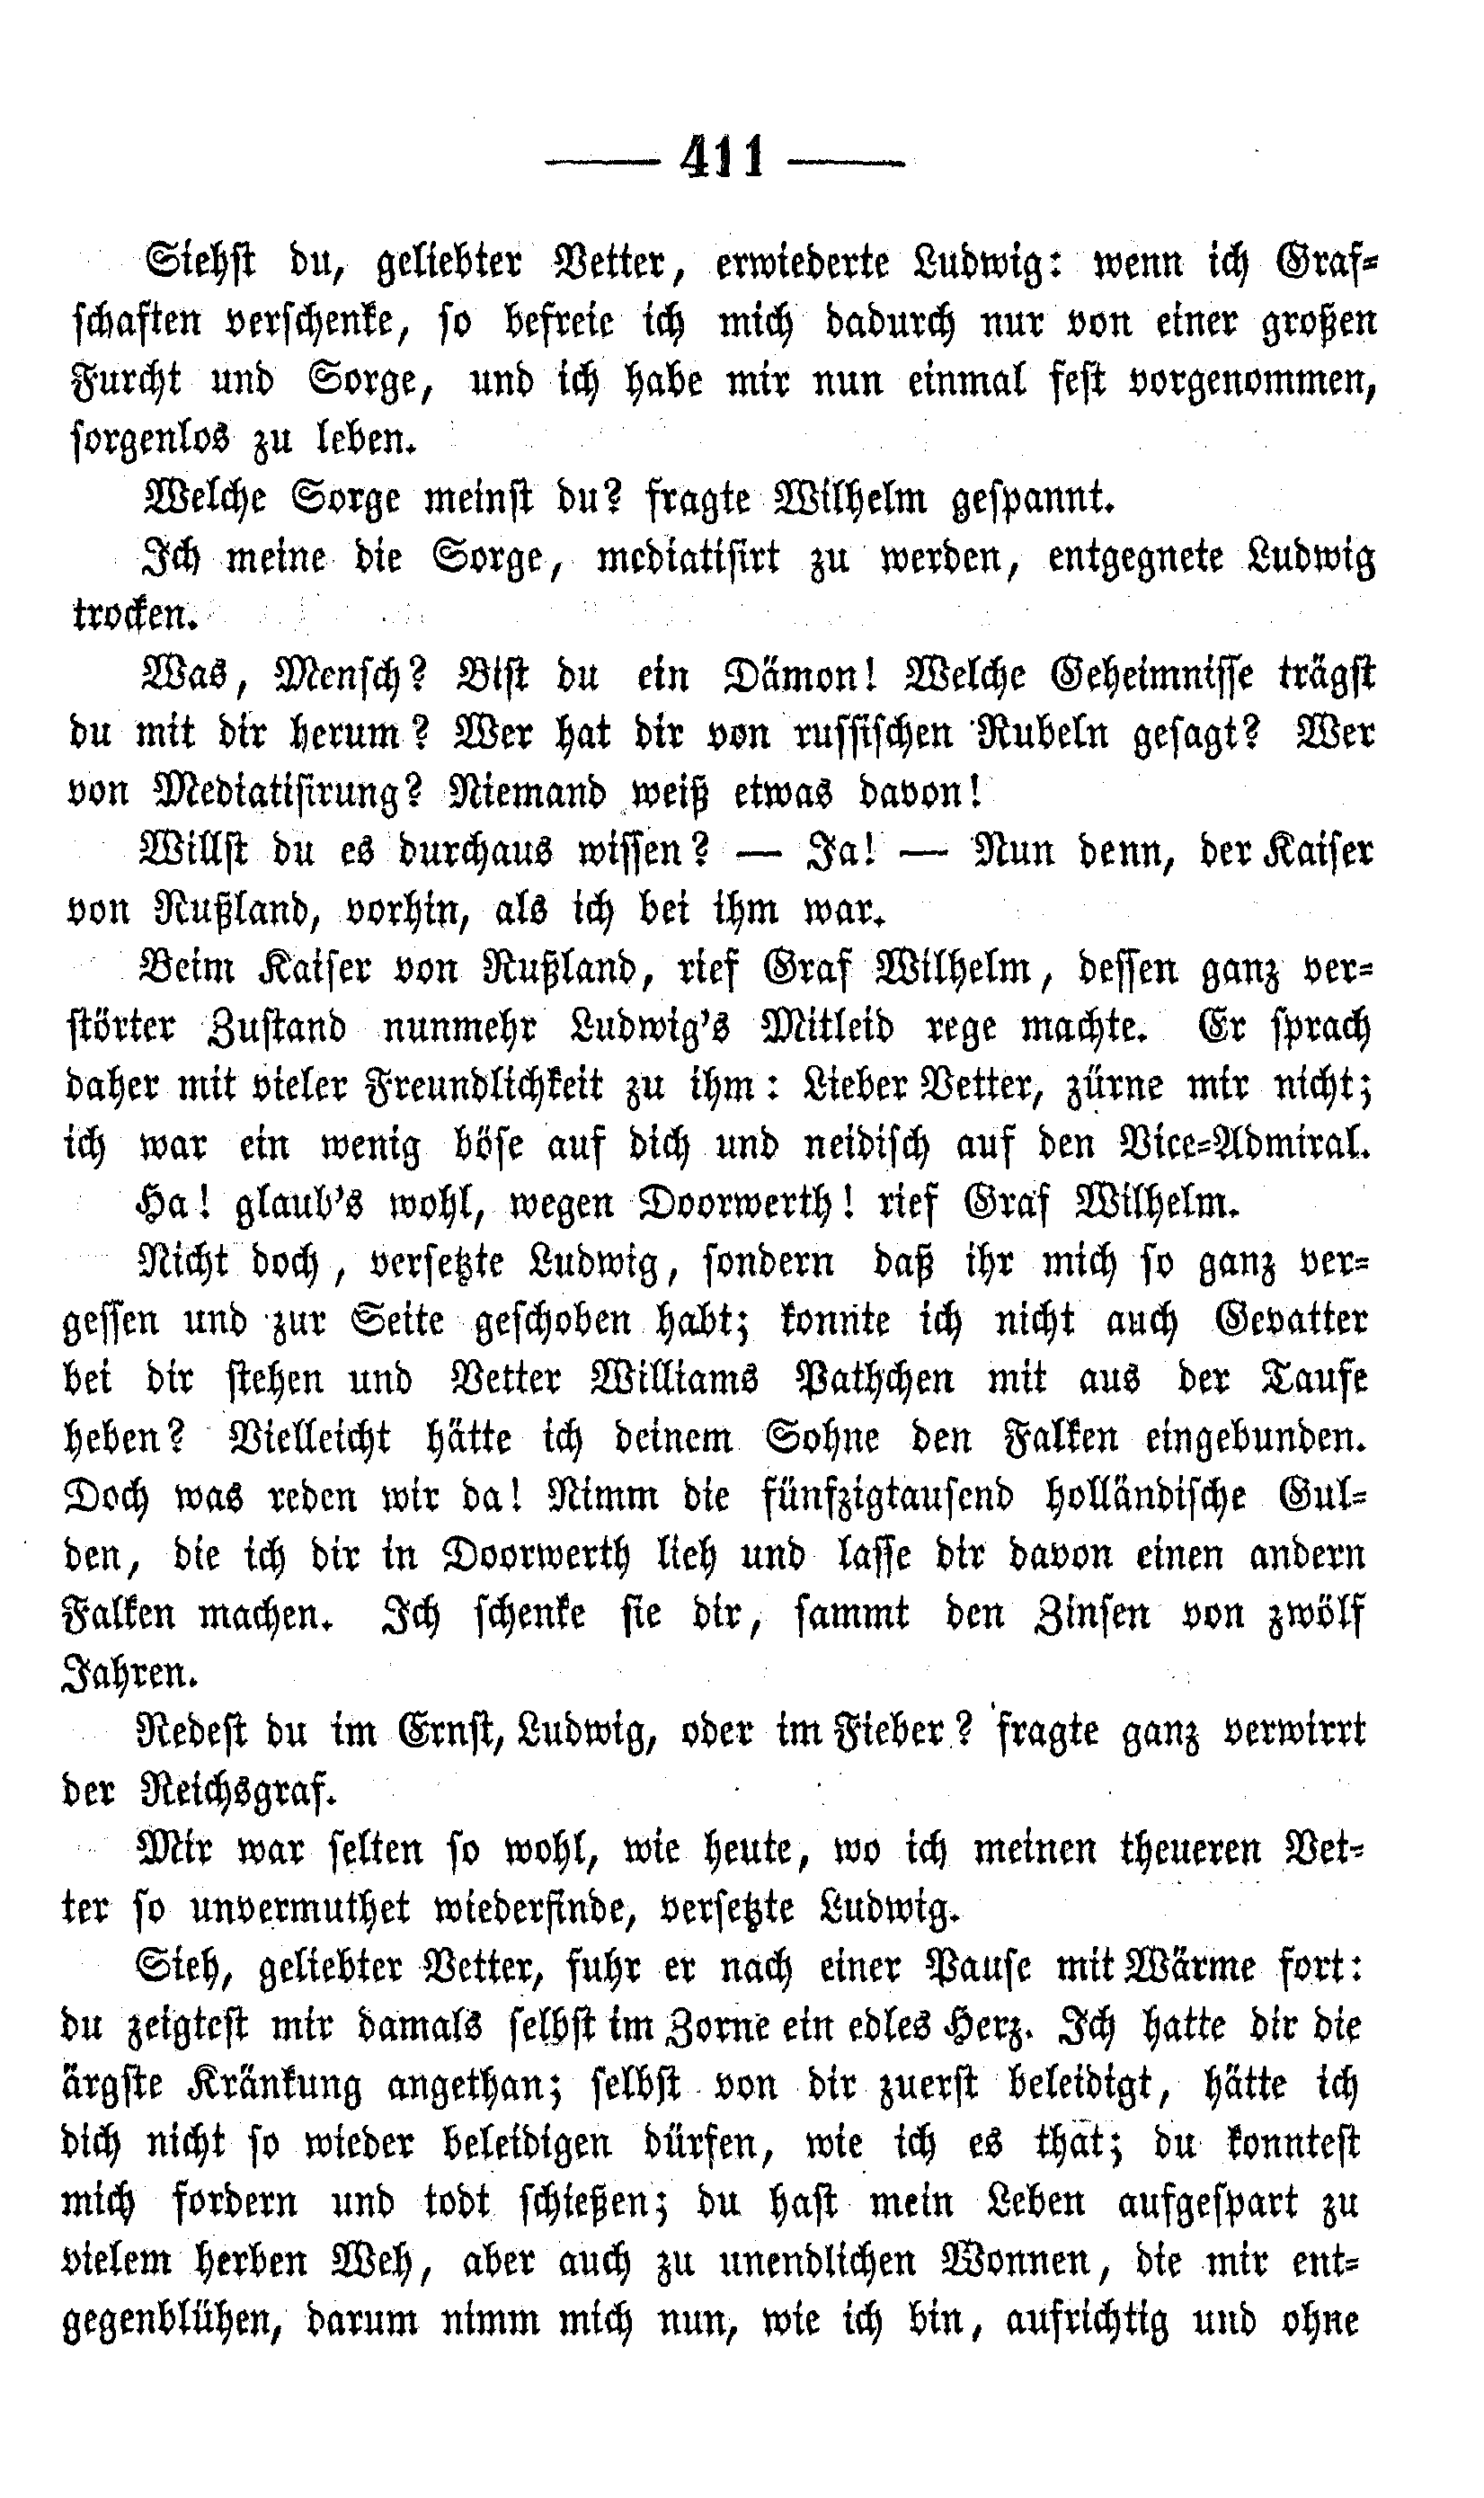 — 411 —
Siehst du, geliebter Vetter, erwiederte Ludwig: wenn ich Graf-
schaften verschenke, so befreie ich mich dadurch nur von einer großen
Furcht und Sorge, und ich habe mir nun einmal fest vorgenommen,
sorgenlos zu leben.
Welche Sorge meinst du? fragte Wilhelm gespannt.
Ich meine die Sorge, mediatisirt zu werden, entgegnete Ludwig
trocken.
Was, Mensch? Bist du ein Dämon! Welche Geheimnisse trägst
du mit dir herum? Wer hat dir von russischen Rubeln gesagt? Wer
von Mediatisirung? Niemand weiß etwas davon!
Willst du es durchaus wissen? — Ja! — Nun denn, der Kaiser
von Rußland, vorhin, als ich bei ihm war.
Beim Kaiser von Rußland, rief Graf Wilhelm, dessen ganz ver-
störter Zustand nunmehr Ludwig's Mitleid rege machte. Er sprach
daher mit vieler Freundlichkeit zu ihm: Lieber Vetter, zürne mir nicht;
ich war ein wenig böse auf dich und neidisch auf den Vice-Admiral.
Ha! glaub's wohl, wegen Doorwerth! rief Graf Wilhelm.
Nicht doch, versetzte Ludwig, sondern daß ihr mich so ganz ver-
gessen und zur Seite geschoben habt; konnte ich nicht auch Gevatter
bei dir stehen und Vetter Williams Pathchen mit aus der Taufe
heben? Vielleicht hätte ich deinem Sohne den Falken eingebunden.
Doch was reden wir da! Nimm die fünfzigtausend holländische Gul-
den, die ich dir in Doorwerth lieh und lasse dir davon einen andern
Falken machen. Ich schenke sie dir, sammt den Zinsen von zwölf
Jahren.
Redest du im Ernst, Ludwig, oder im Fieber? fragte ganz verwirrt
der Reichsgraf.
Mir war selten so wohl, wie heute, wo ich meinen theueren Vet-
ter so unvermuthet wiederfinde, versetzte Ludwig.
Sieh, geliebter Vetter, fuhr er nach einer Pause mit Wärme fort:
du zeigtest mir damals selbst im Zorne ein edles Herz. Ich hatte dir die
ärgste Kränkung angethan; selbst von dir zuerst beleidigt, hätte ich
dich nicht so wieder beleidigen dürfen, wie ich es that; du konntest
mich fordern und todt schießen; du hast mein Leben aufgespart zu
vielem herben Weh, aber auch zu unendlichen Wonnen, die mir ent-
gegenblühen, darum nimm mich nun, wie ich bin, aufrichtig und ohne